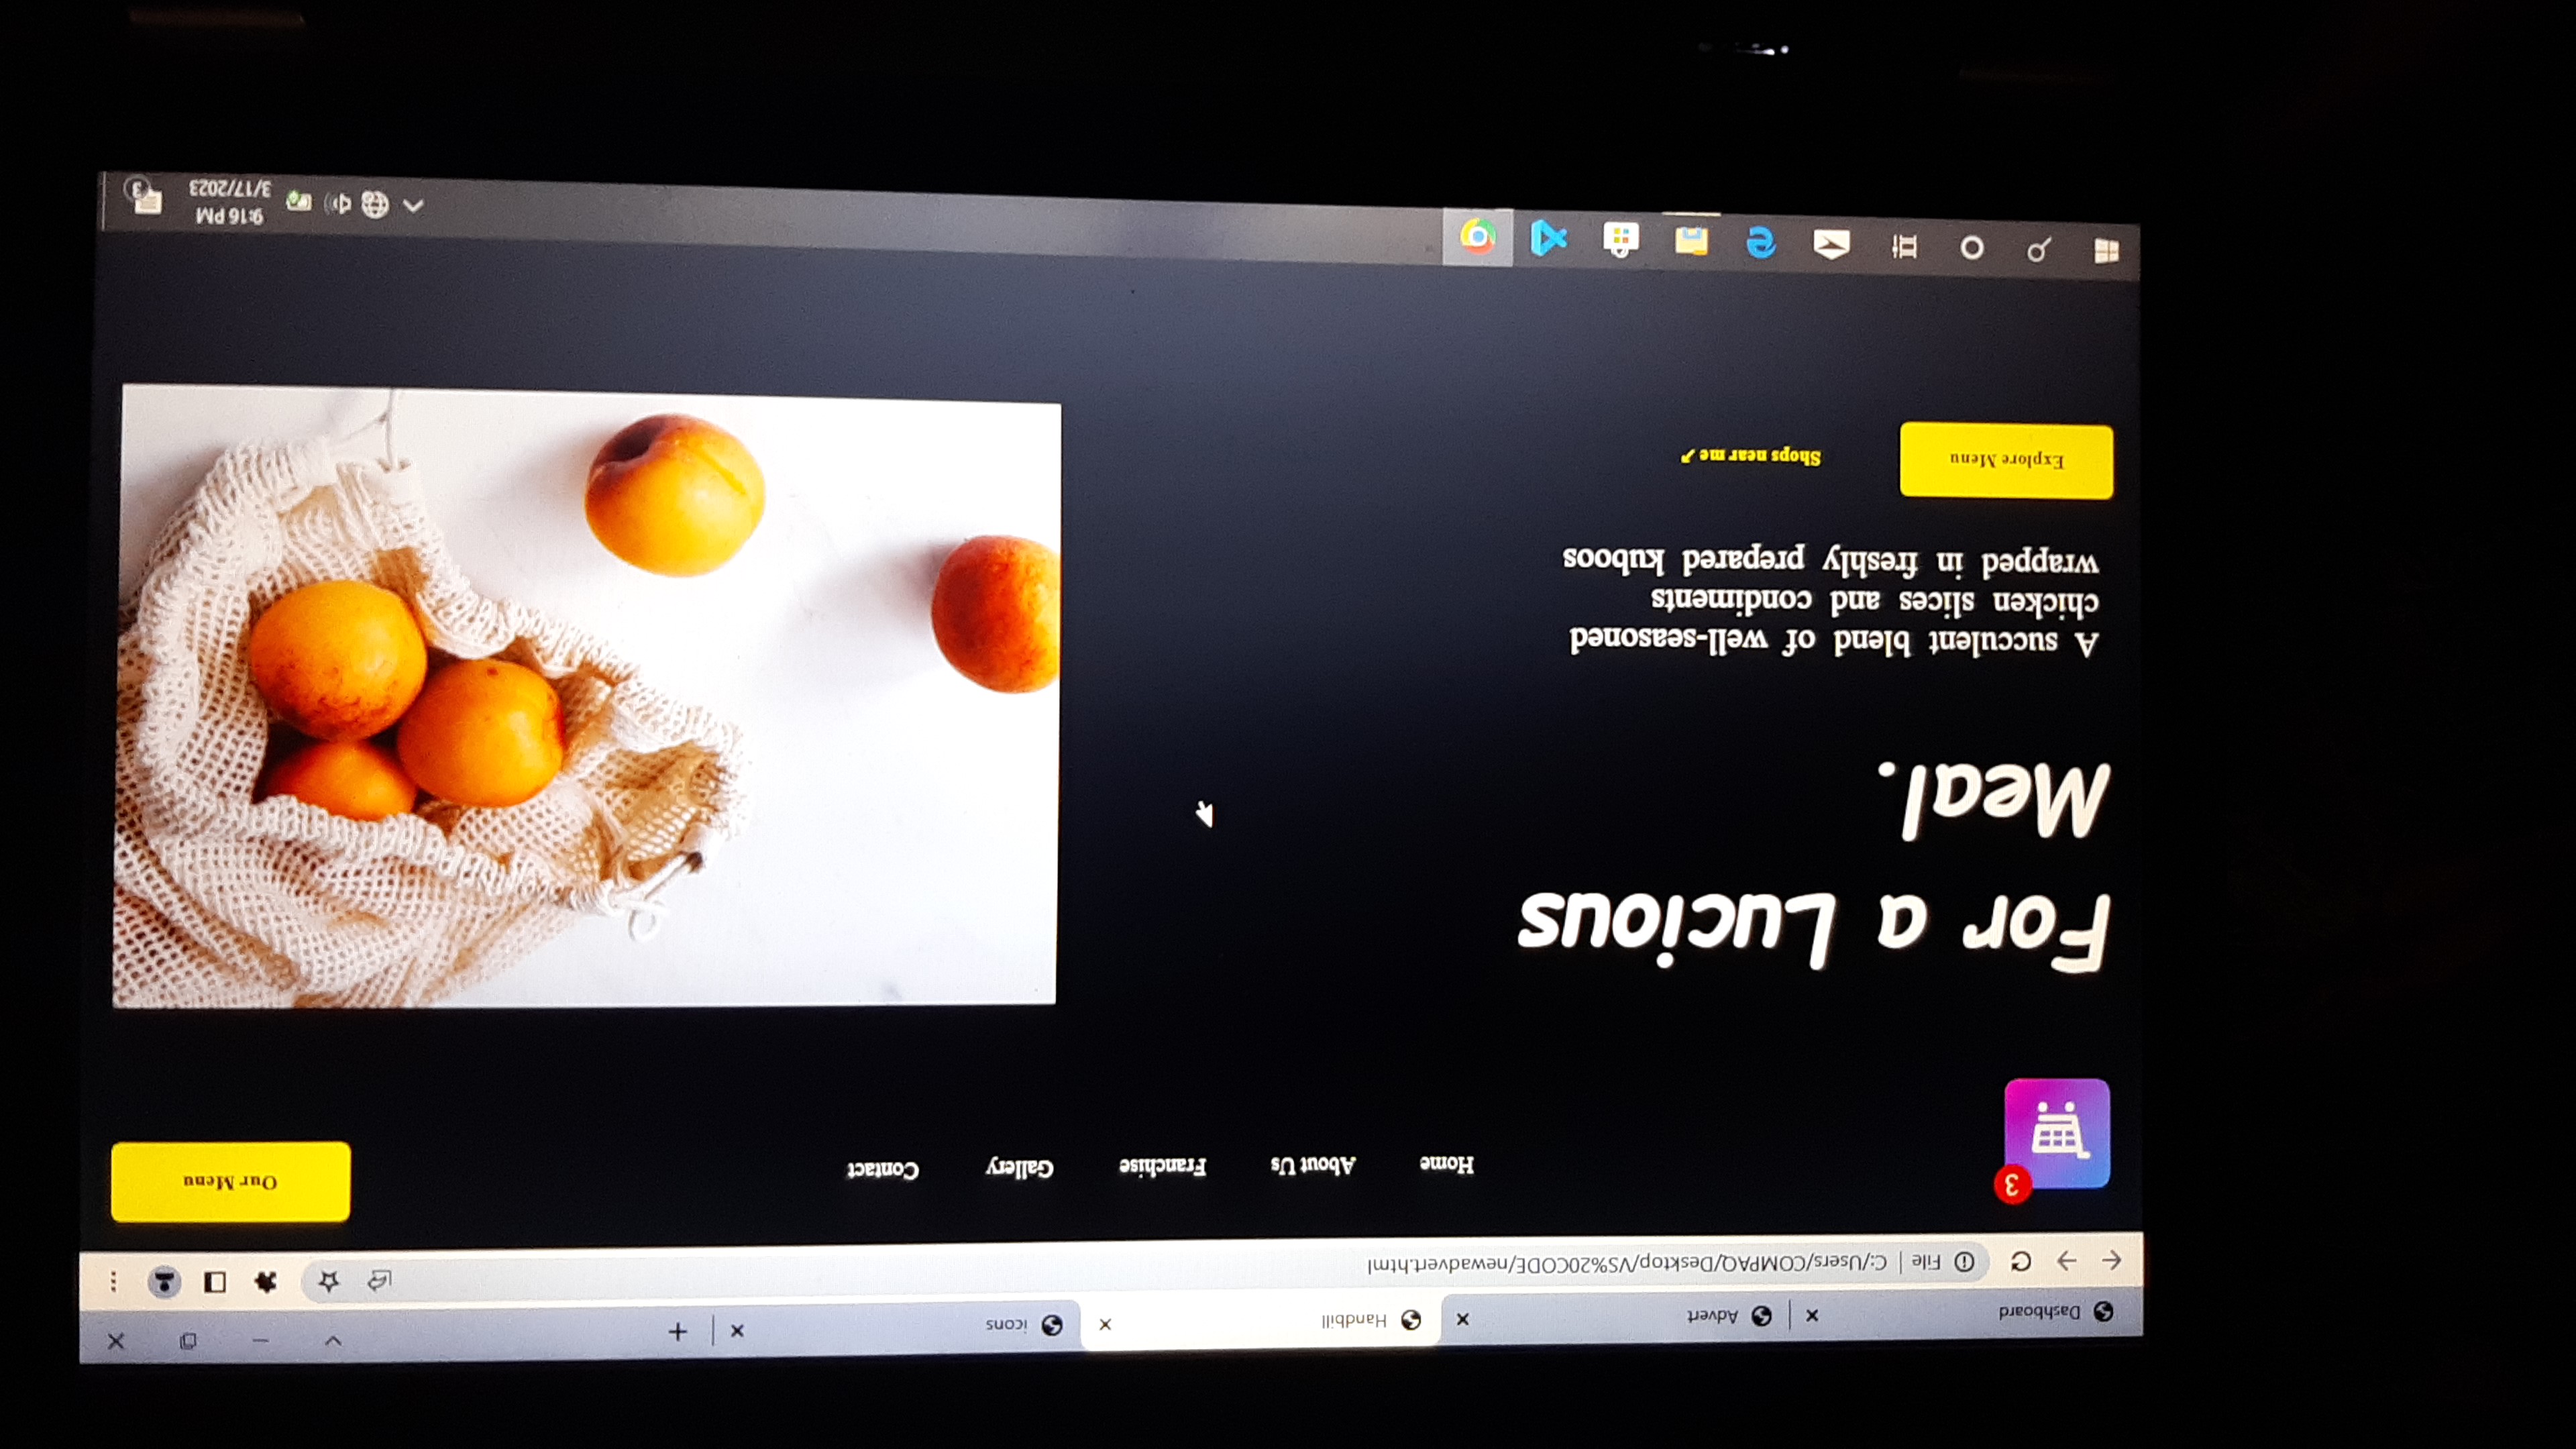 Dashboard
Advert
Handbill
icons
File
C:/Users/COMPAQ/Desktop/VS%20CODE/newadvert.html
3
Home
About Us
Franchise
Gallery
Contact
Our Menu
For a Lucious
Meal.
A succulent blend of well-seasoned
chicken slices and condiments
wrapped in freshly prepared kuboos
Explore Menu
Shops near me ↗
9:16 PM
3/17/2023
3